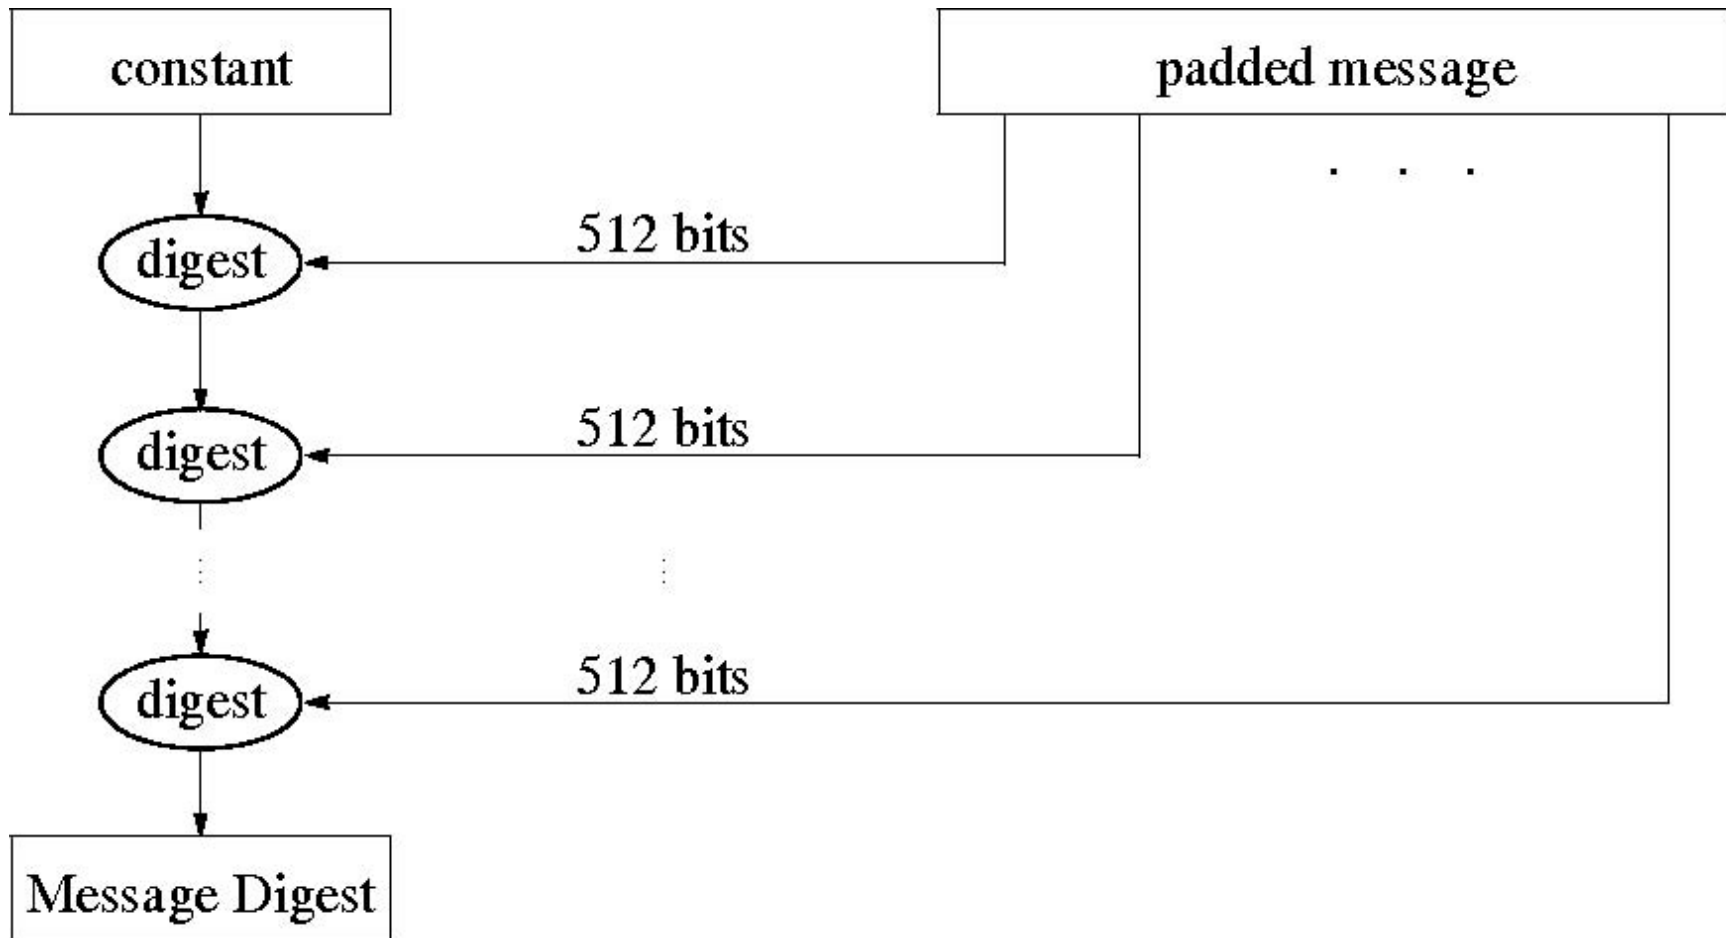 constant
padded message
. . .
512 bits
digest
512 bits
digest
512 bits
digest
Message Digest